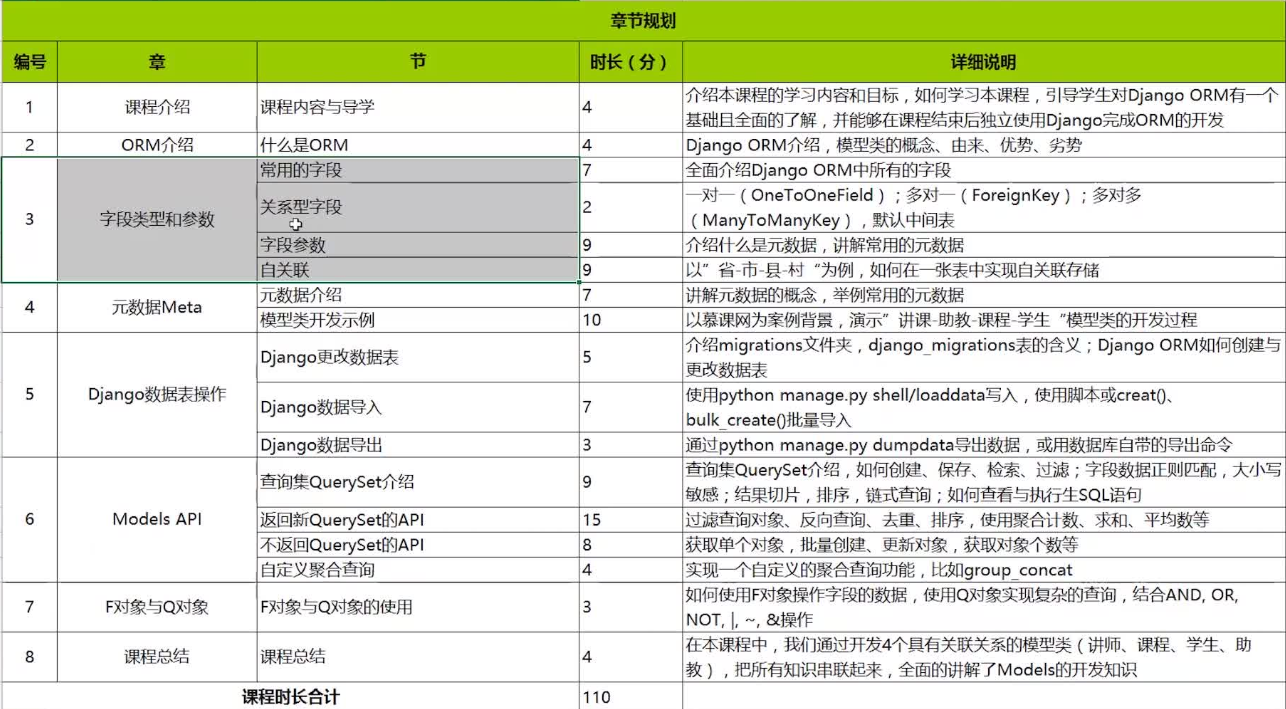 章节规划
编号 章 节 时长（分） 详细说明
1 课程介绍 课程内容与导学 4 介绍本课程的学习内容和目标，如何学习本课程，引导学生对Django ORM有一个
基础且全面的了解，并能够在课程结束后独立使用Django完成ORM的开发
2 ORM介绍 什么是ORM 4 Django ORM介绍，模型类的概念、由来、优势、劣势
3 字段类型和参数 常用的字段 7 全面介绍Django ORM中所有的字段
关系型字段 2 一对一（OneToOneField）；多对一（ForeignKey）；多对多
（ManyToManyKey），默认中间表
字段参数 9 介绍什么是元数据，讲解常用的元数据
自关联 9 以”省-市-县-村“为例，如何在一张表中实现自关联存储
4 元数据Meta 元数据介绍 7 讲解元数据的概念，举例常用的元数据
模型类开发示例 10 以慕课网为案例背景，演示”讲课-助教-课程-学生“模型类的开发过程
5 Django数据表操作 Django更改数据表 5 介绍migrations文件夹，django_migrations表的含义；Django ORM如何创建与
更改数据表
Django数据导入 7 使用python manage.py shell/loaddata写入，使用脚本或creat()、
bulk_create()批量导入
Django数据导出 3 通过python manage.py dumpdata导出数据，或用数据库自带的导出命令
6 Models API 查询集QuerySet介绍 9 查询集QuerySet介绍，如何创建、保存、检索、过滤；字段数据正则匹配，大小写
敏感；结果切片，排序，链式查询；如何查看与执行生SQL语句
返回新QuerySet的API 15 过滤查询对象、反向查询、去重、排序，使用聚合计数、求和、平均数等
不返回QuerySet的API 8 获取单个对象，批量创建、更新对象，获取对象个数等
自定义聚合查询 4 实现一个自定义的聚合查询功能，比如group_concat
7 F对象与Q对象 F对象与Q对象的使用 3 如何使用F对象操作字段的数据，使用Q对象实现复杂的查询，结合AND, OR,
NOT, |, ~, &操作
8 课程总结 课程总结 4 在本课程中，我们通过开发4个具有关联关系的模型类（讲师、课程、学生、助
教），把所有知识串联起来，全面的讲解了Models的开发知识
课程时长合计 110